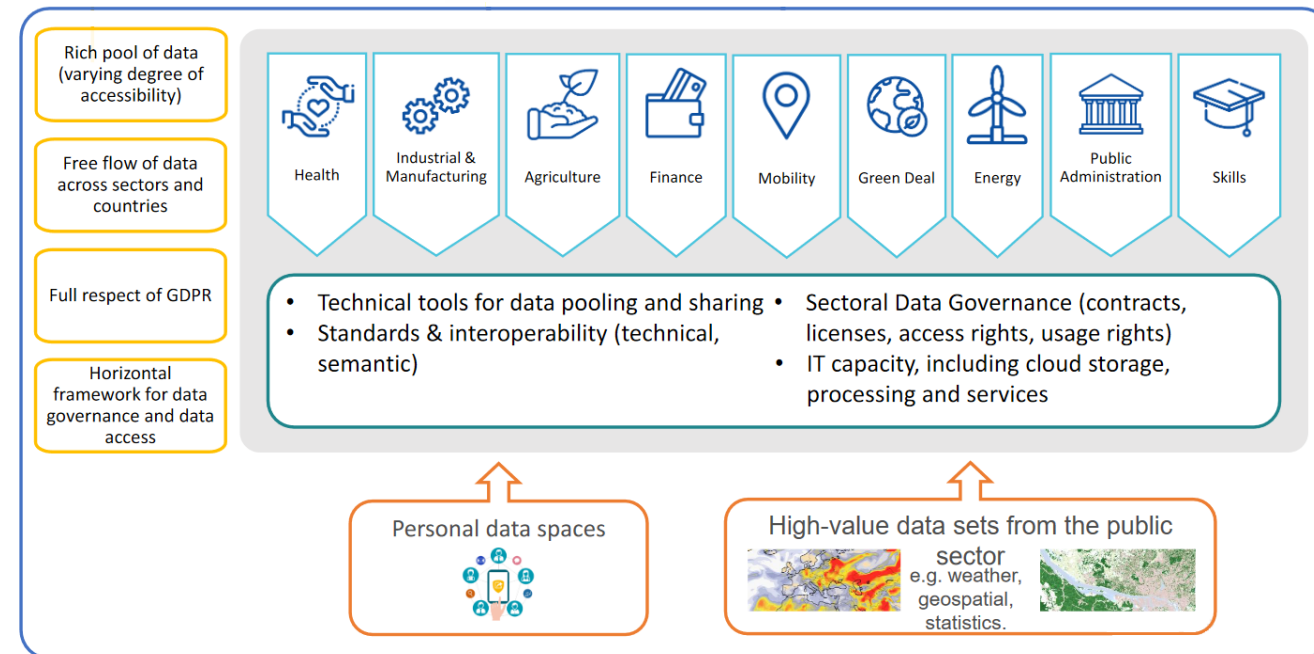 Rich pool of data
(varying degree of
accessibility)
Free flow of data
across sectors and
countries
Full respect of GDPR
Horizontal
framework for data
governance and data
access
Health
Industrial &
Manufacturing
Agriculture
Finance
Mobility
Green Deal
Energy
Public
Administration
Skills
• Technical tools for data pooling and sharing
• Standards & interoperability (technical,
semantic)
• Sectoral Data Governance (contracts,
licenses, access rights, usage rights)
• IT capacity, including cloud storage,
processing and services
Personal data spaces
High-value data sets from the public
sector
e.g. weather,
geospatial,
statistics.